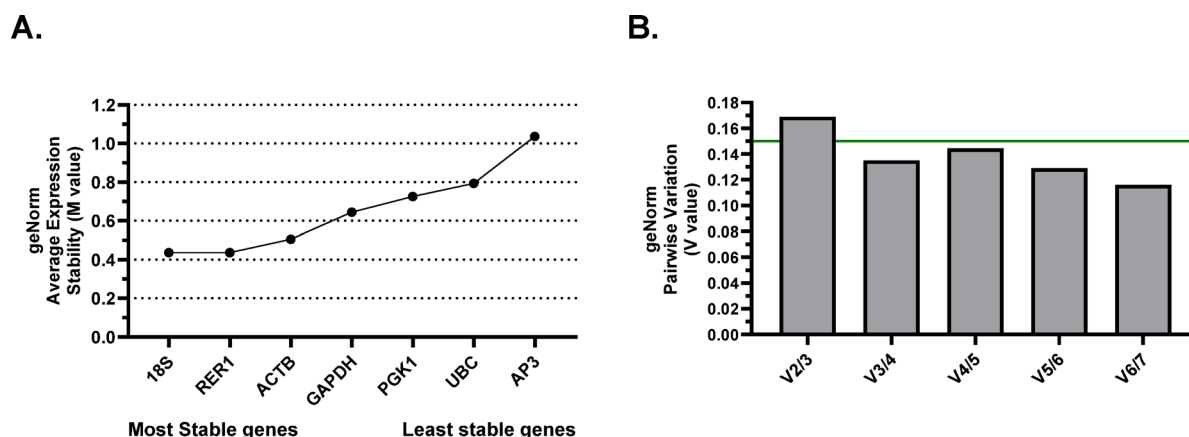 A.
geNorm
Average Expression
Stability (M value)
1.2
1.0
0.8
0.6
0.4
0.2
0.0
18S
RER1
ACTB
GAPDH
PGK1
UBC
AP3
Most Stable genes
Least stable genes
B.
geNorm
Pairwise Variation
(V value)
0.18
0.16
0.14
0.12
0.10
0.08
0.06
0.04
0.02
0.00
V2/3
V3/4
V4/5
V5/6
V6/7